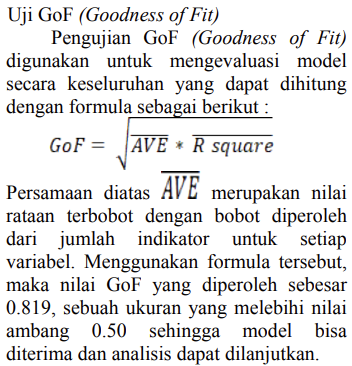 Uji GoF (Goodness of Fit)
Pengujian GoF (Goodness of Fit)
digunakan untuk mengevaluasi model
secara keseluruhan yang dapat dihitung
dengan formula sebagai berikut :
GoF = √(A̅V̅E̅ * R̅ ̅s̅q̅u̅a̅r̅e̅)
Persamaan diatas A̅V̅E̅ merupakan nilai
rataan terbobot dengan bobot diperoleh
dari jumlah indikator untuk setiap
variabel. Menggunakan formula tersebut,
maka nilai GoF yang diperoleh sebesar
0.819, sebuah ukuran yang melebihi nilai
ambang 0.50 sehingga model bisa
diterima dan analisis dapat dilanjutkan.